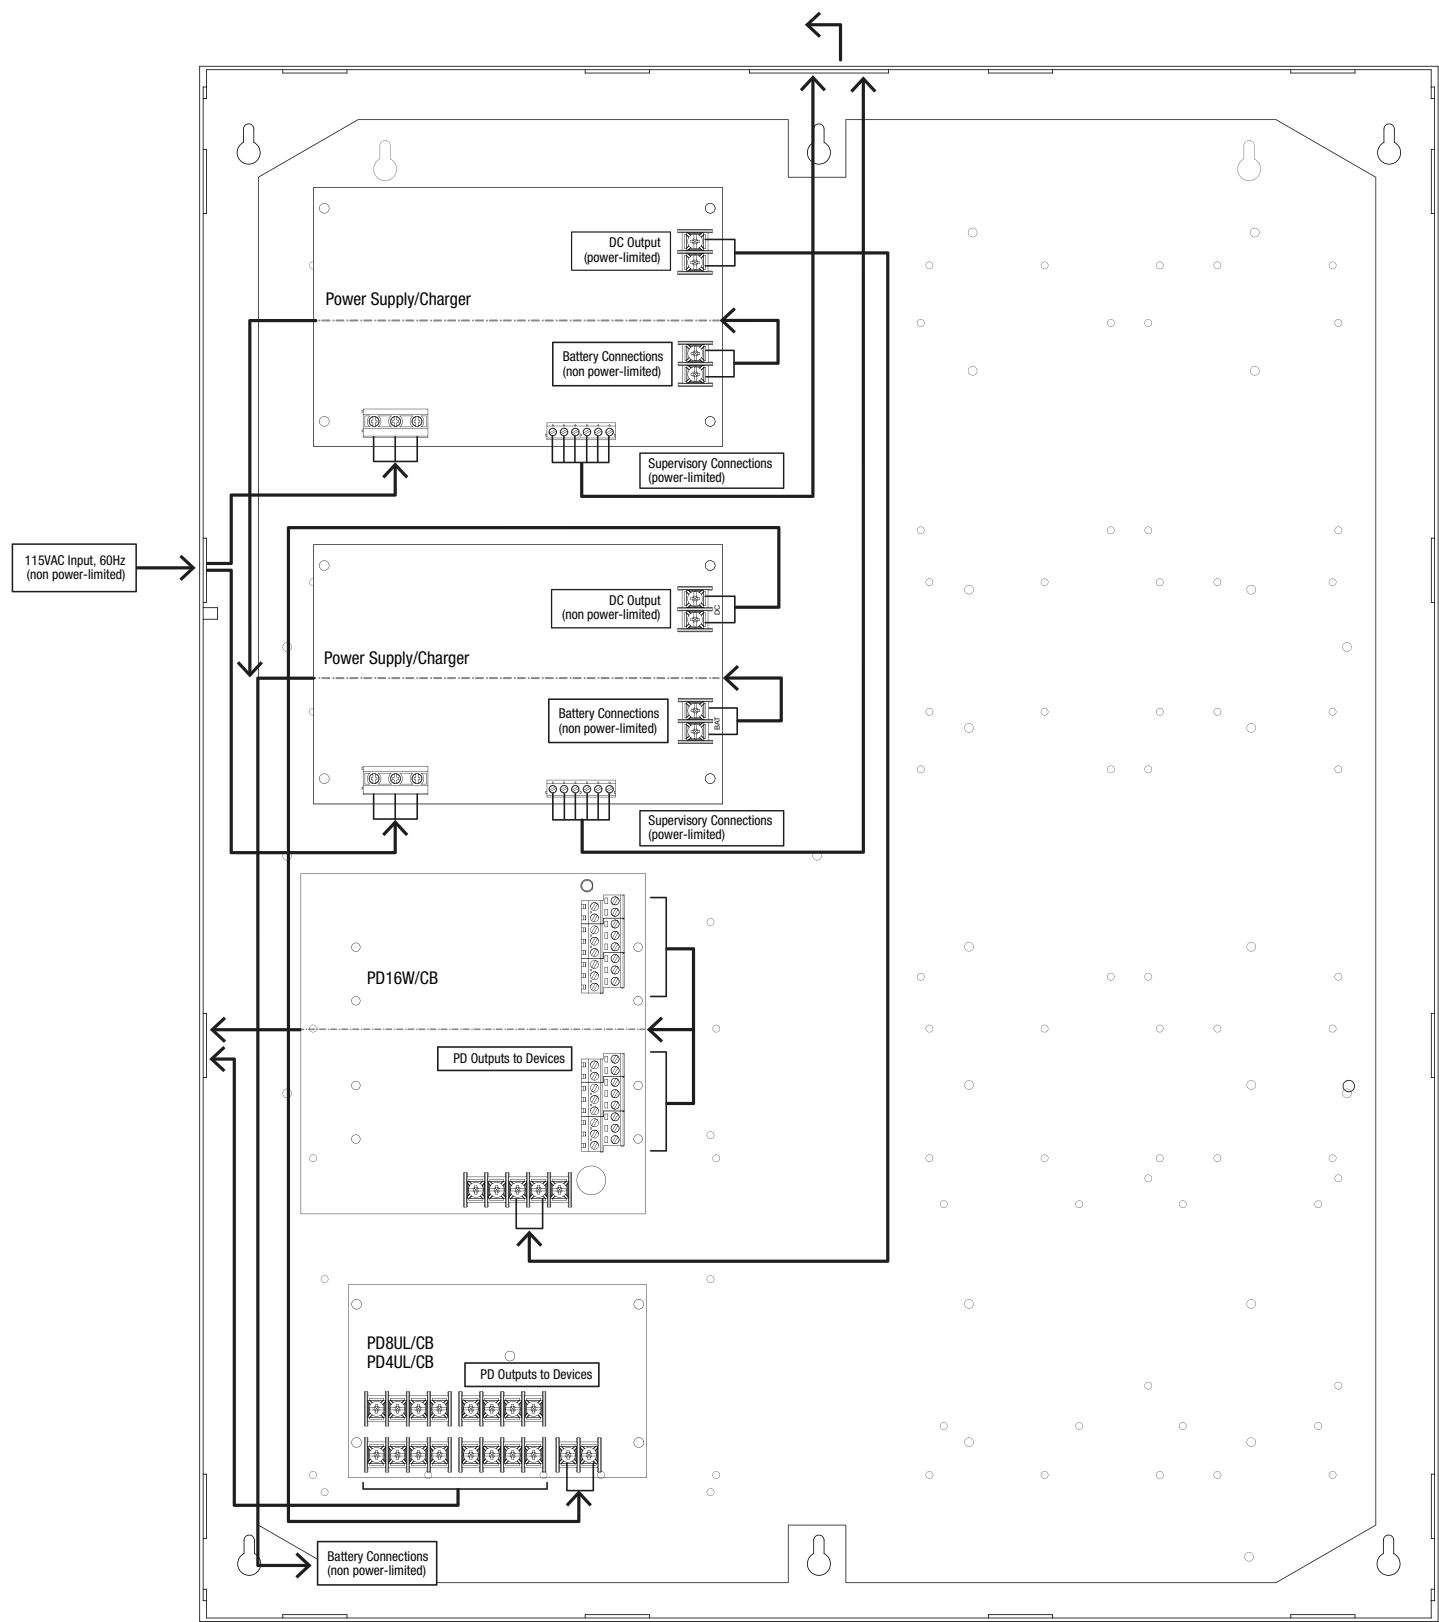 DC Output
(power-limited)
Power Supply/Charger
Battery Connections
(non power-limited)
Supervisory Connections
(power-limited)
115VAC Input, 60Hz
(non power-limited)
DC Output
(non power-limited)
DC
Power Supply/Charger
Battery Connections
(non power-limited)
BAT
Supervisory Connections
(power-limited)
PD16W/CB
PD Outputs to Devices
PD8UL/CB
PD4UL/CB
PD Outputs to Devices
Battery Connections
(non power-limited)